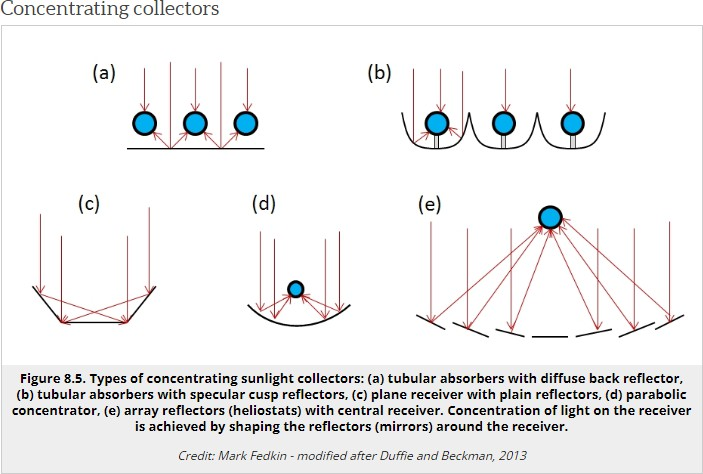 Concentrating collectors
(a)
(b)
(c)
(d)
(e)
Figure 8.5. Types of concentrating sunlight collectors: (a) tubular absorbers with diffuse back reflector,
(b) tubular absorbers with specular cusp reflectors, (c) plane receiver with plain reflectors, (d) parabolic
concentrator, (e) array reflectors (heliostats) with central receiver. Concentration of light on the receiver
is achieved by shaping the reflectors (mirrors) around the receiver.
Credit: Mark Fedkin - modified after Duffie and Beckman, 2013